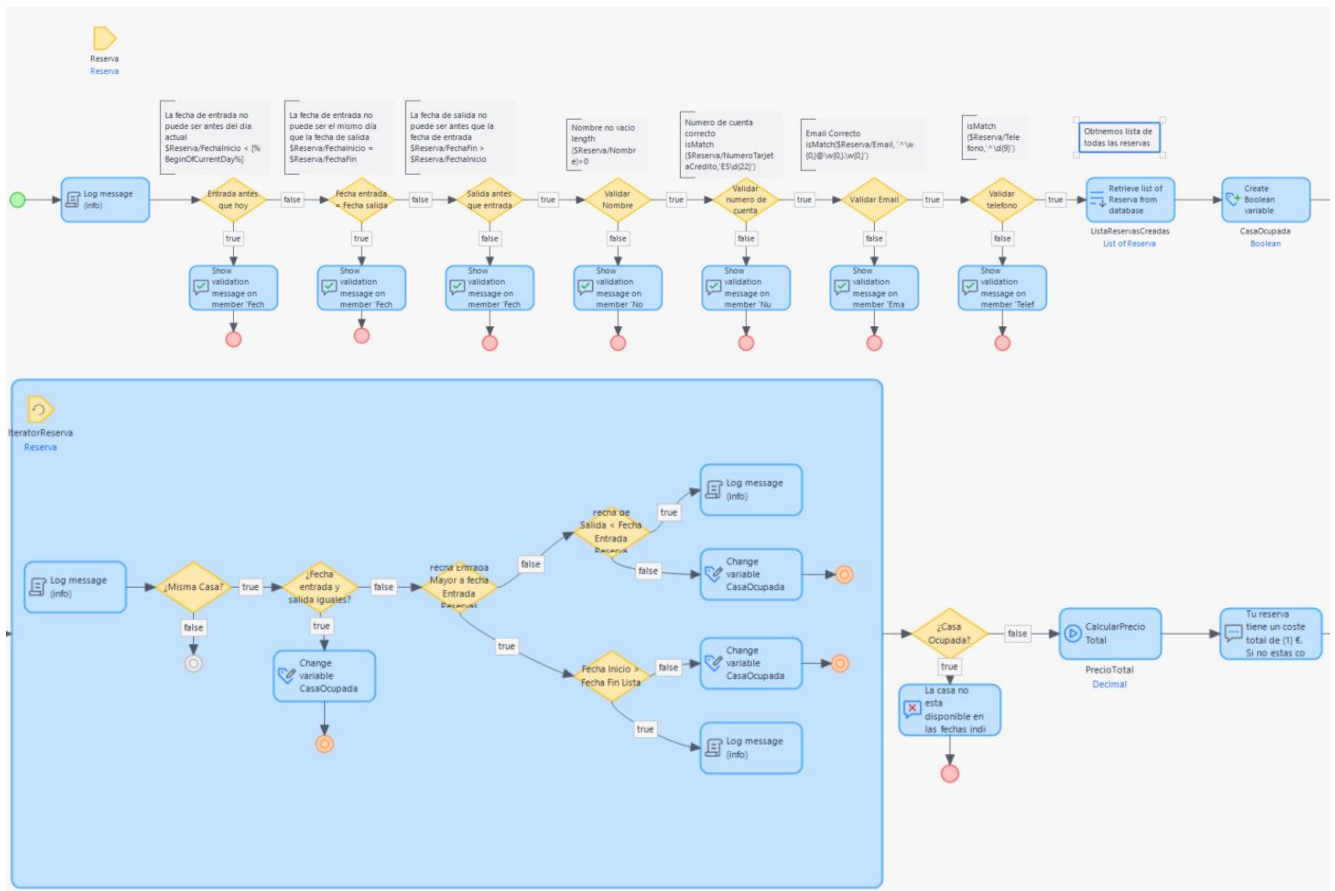 Reserva
Reserva
La fecha de entrada no
puede ser antes del dia
actual
$Reserva/FechaInicio < [%
BeginOfCurrentDay%]
La fecha de entrada no
puede ser el mismo día
que la fecha de salida
$Reserva/FechaInicio =
$Reserva/FechaFin
La fecha de salida no
puede ser antes que la
fecha de entrada
$Reserva/FechaFin >
$Reserva/FechaInicio
Nombre no vacio
length
($Reserva/Nombr
e)>0
Numero de cuenta
correcto
isMatch
($Reserva/NumeroTarjet
aCredito,'ES\d{22}')
Email Correcto
isMatch($Reserva/Email, '^\w
{0,}@\w{0,}.\w{0,}')
isMatch
($Reserva/Tele
fono,'^\d{9}')
Obtnemos lista de
todas las reservas
Log message
(info)
Entrada antes
que hoy
false
Fecha entrada
= Fecha salida
false
Salida antes
que entrada
true
Validar
Nombre
true
Validar
numero de
cuenta
true
Validar Email
true
Validar
telefono
true
Retrieve list of
Reserva from
database
ListaReservasCreadas
List of Reserva
Create
Boolean
variable
CasaOcupada
Boolean
true
true
false
false
false
false
false
Show
validation
message on
member 'Fech
Show
validation
message on
member 'Fech
Show
validation
message on
member 'Fech
Show
validation
message on
member 'No
Show
validation
message on
member 'Nu
Show
validation
message on
member 'Ema
Show
validation
message on
member 'Telef
IteratorReserva
Reserva
Log message
(info)
¿Misma Casa?
true
false
¿Fecha
entrada y
salida iguales?
false
true
Change
variable
CasaOcupada
Fecha Entrada
Mayor a fecha
Entrada
Reservas
false
true
Fecha de
Salida < Fecha
Entrada
Reserva
true
false
Log message
(info)
Change
variable
CasaOcupada
Fecha Inicio >
Fecha Fin Lista
false
true
Change
variable
CasaOcupada
Log message
(info)
¿Casa
Ocupada?
false
true
La casa no
esta
disponible en
las fechas indi
CalcularPrecio
Total
PrecioTotal
Decimal
Tu reserva
tiene un coste
total de {1} €.
Si no estas co